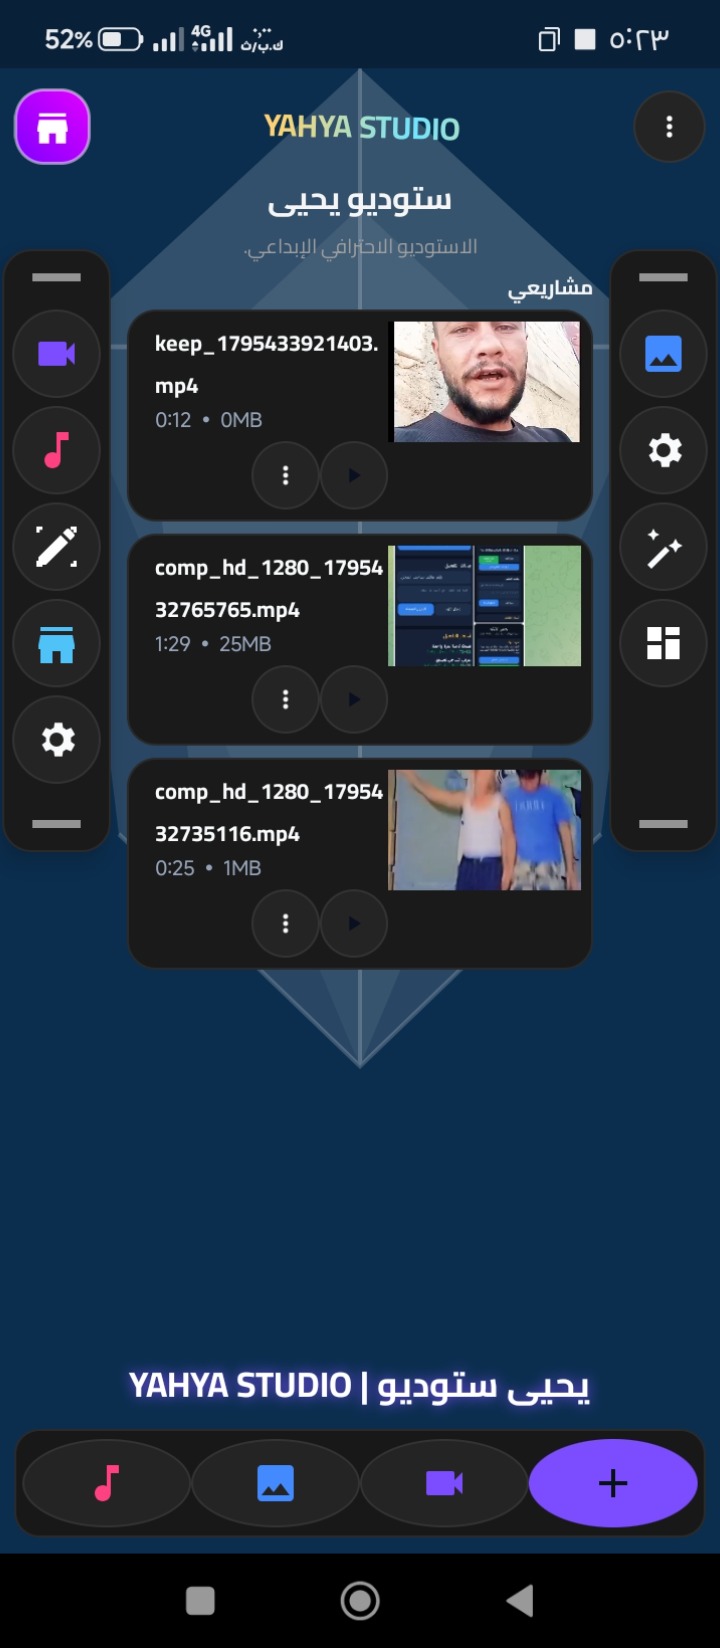 52%
4G
ك.ب/ث
٥:٢٣
YAHYA STUDIO
ستوديو يحيى
الاستوديو الاحترافي الإبداعي.
مشاريعي
keep_1795433921403.
mp4
0:12 • 0MB
comp_hd_1280_17954
32765765.mp4
1:29 • 25MB
comp_hd_1280_17954
32735116.mp4
0:25 • 1MB
يحيى ستوديو | YAHYA STUDIO